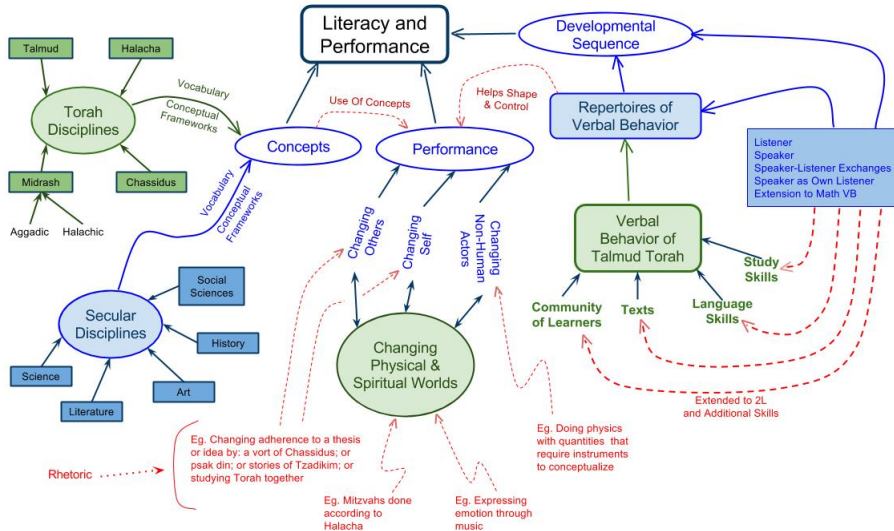 Literacy and
Performance
Developmental
Sequence
Talmud
Halacha
Vocabulary
Conceptual
Frameworks
Torah
Disciplines
Use Of Concepts
Helps Shape
& Control
Repertoires of
Verbal Behavior
Concepts
Performance
Listener
Speaker
Speaker-Listener Exchanges
Speaker as Own Listener
Extension to Math VB
Midrash
Chassidus
Aggadic
Halachic
Vocabulary
Conceptual
Frameworks
Changing
Others
Changing
Self
Changing
Non-Human
Actors
Verbal
Behavior of
Talmud Torah
Study
Skills
Language
Skills
Texts
Community
of Learners
Social
Sciences
Secular
Disciplines
History
Science
Art
Literature
Changing
Physical &
Spiritual Worlds
Extended to 2L
and Additional Skills
Rhetoric
Eg. Changing adherence to a thesis
or idea by: a vort of Chassidus; or
psak din; or stories of Tzadikim; or
studying Torah together
Eg. Doing physics
with quantities that
require instruments
to conceptualize
Eg. Mitzvahs done
according to
Halacha
Eg. Expressing
emotion through
music